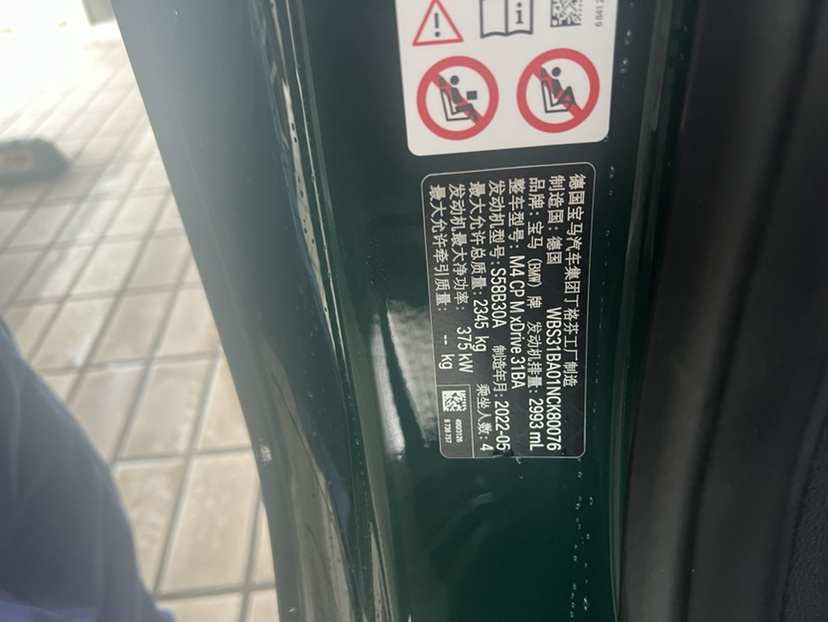 68412
德国宝马汽车集团丁格芬工厂制造
制造国：德国 WBS31BA01NCK80076
品牌：宝马（BMW）牌 发动机排量：2993 mL
整车型号：M4 CP M xDrive 31BA
发动机型号：S58B30A 制造年月：2022-05
最大允许总质量：2345 kg 乘坐人数：4
发动机最大净功率： 375 kW
最大允许牵引质量： -- kg